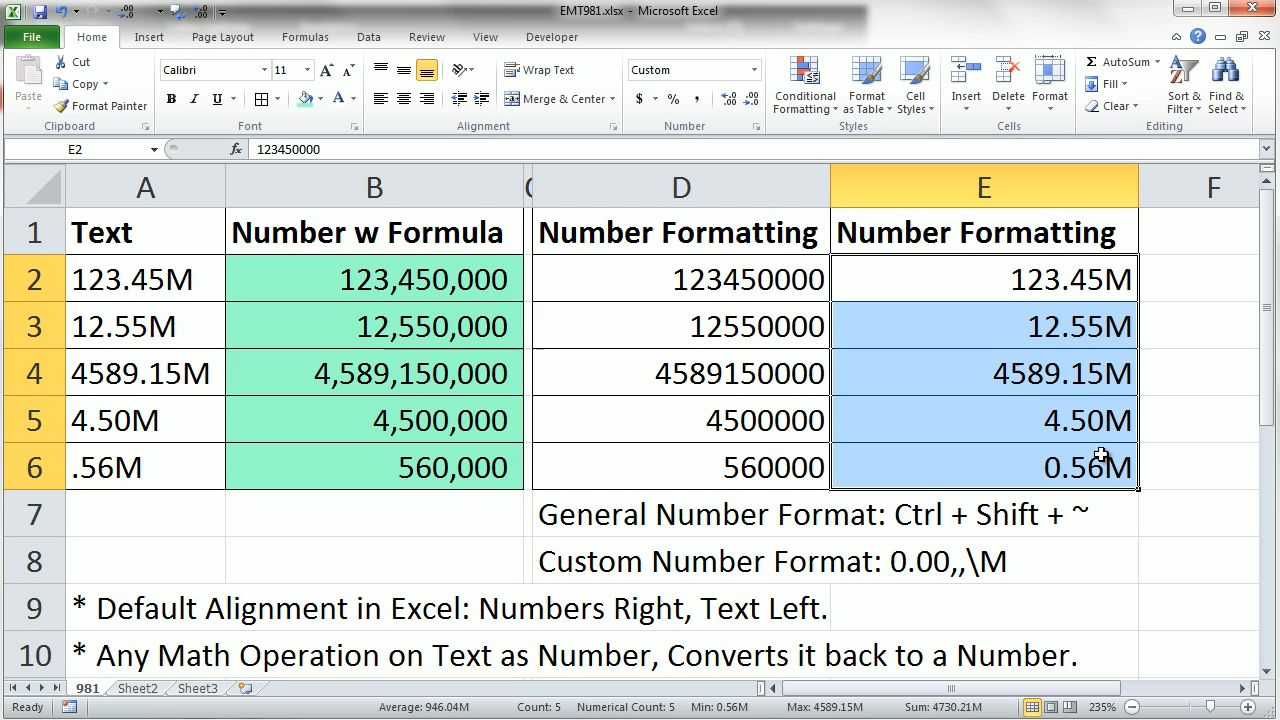 EMT981.xlsx - Microsoft Excel
File Home Insert Page Layout Formulas Data Review View Developer
Paste
Cut
Copy
Format Painter
Clipboard
Calibri 11
B I U
Font
Wrap Text
Merge & Center
Alignment
Custom
$ % ,
Number
Conditional Formatting
Format as Table
Cell Styles
Styles
Insert Delete Format
Cells
Σ AutoSum
Fill
Clear
Sort & Filter
Find & Select
Editing
E2 fx 123450000
A B C D E F
1 Text Number w Formula Number Formatting Number Formatting
2 123.45M 123,450,000 123450000 123.45M
3 12.55M 12,550,000 12550000 12.55M
4 4589.15M 4,589,150,000 4589150000 4589.15M
5 4.50M 4,500,000 4500000 4.50M
6 .56M 560,000 560000 0.56M
7 General Number Format: Ctrl + Shift + ~
8 Custom Number Format: 0.00,,\M
9 * Default Alignment in Excel: Numbers Right, Text Left.
10 * Any Math Operation on Text as Number, Converts it back to a Number.
981 Sheet2 Sheet3
Ready Average: 946.04M Count: 5 Numerical Count: 5 Min: 0.56M Max: 4589.15M Sum: 4730.21M 235%